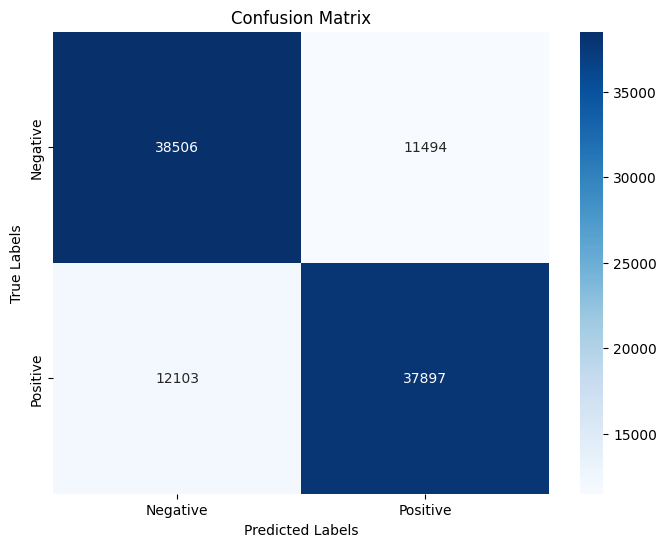 Confusion Matrix
Negative
38506
11494
True Labels
Positive
12103
37897
Negative
Positive
Predicted Labels
35000
30000
25000
20000
15000